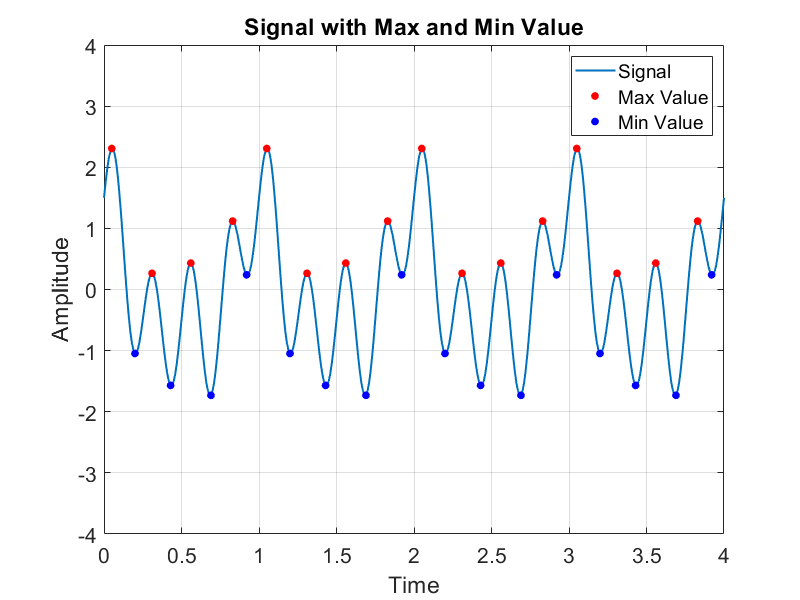 Signal with Max and Min Value
Signal
Max Value
Min Value
4
3
2
1
0
-1
-2
-3
-4
Amplitude
0 0.5 1 1.5 2 2.5 3 3.5 4
Time